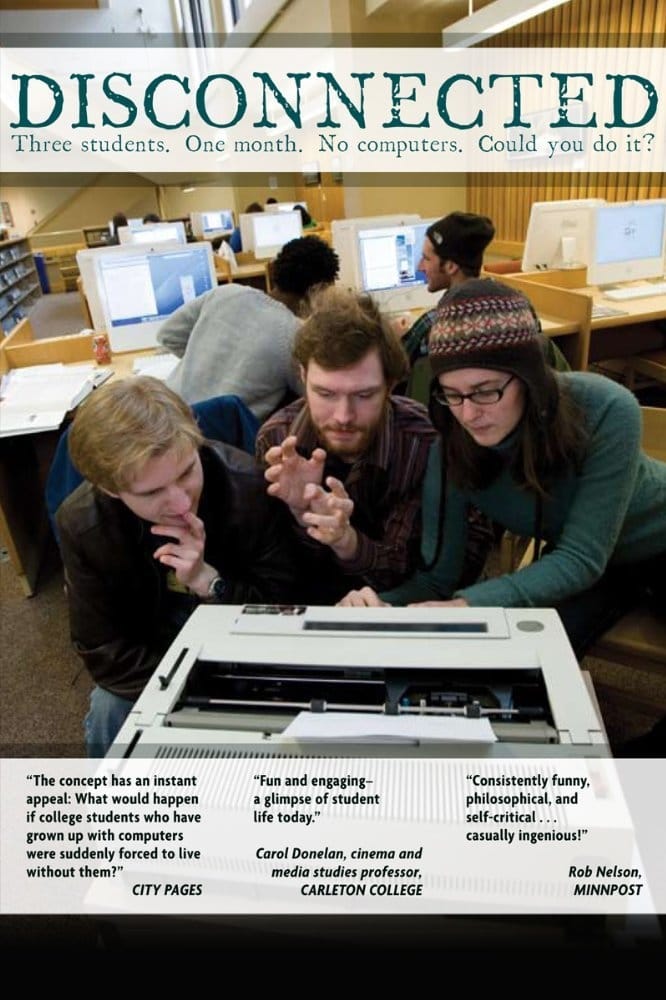 DISCONNECTED
Three students. One month. No computers. Could you do it?
“The concept has an instant
appeal: What would happen
if college students who have
grown up with computers
were suddenly forced to live
without them?”
CITY PAGES
“Fun and engaging–
a glimpse of student
life today.”
Carol Donelan, cinema and
media studies professor,
CARLETON COLLEGE
“Consistently funny,
philosophical, and
self-critical . . .
casually ingenious!”
Rob Nelson,
MINNPOST